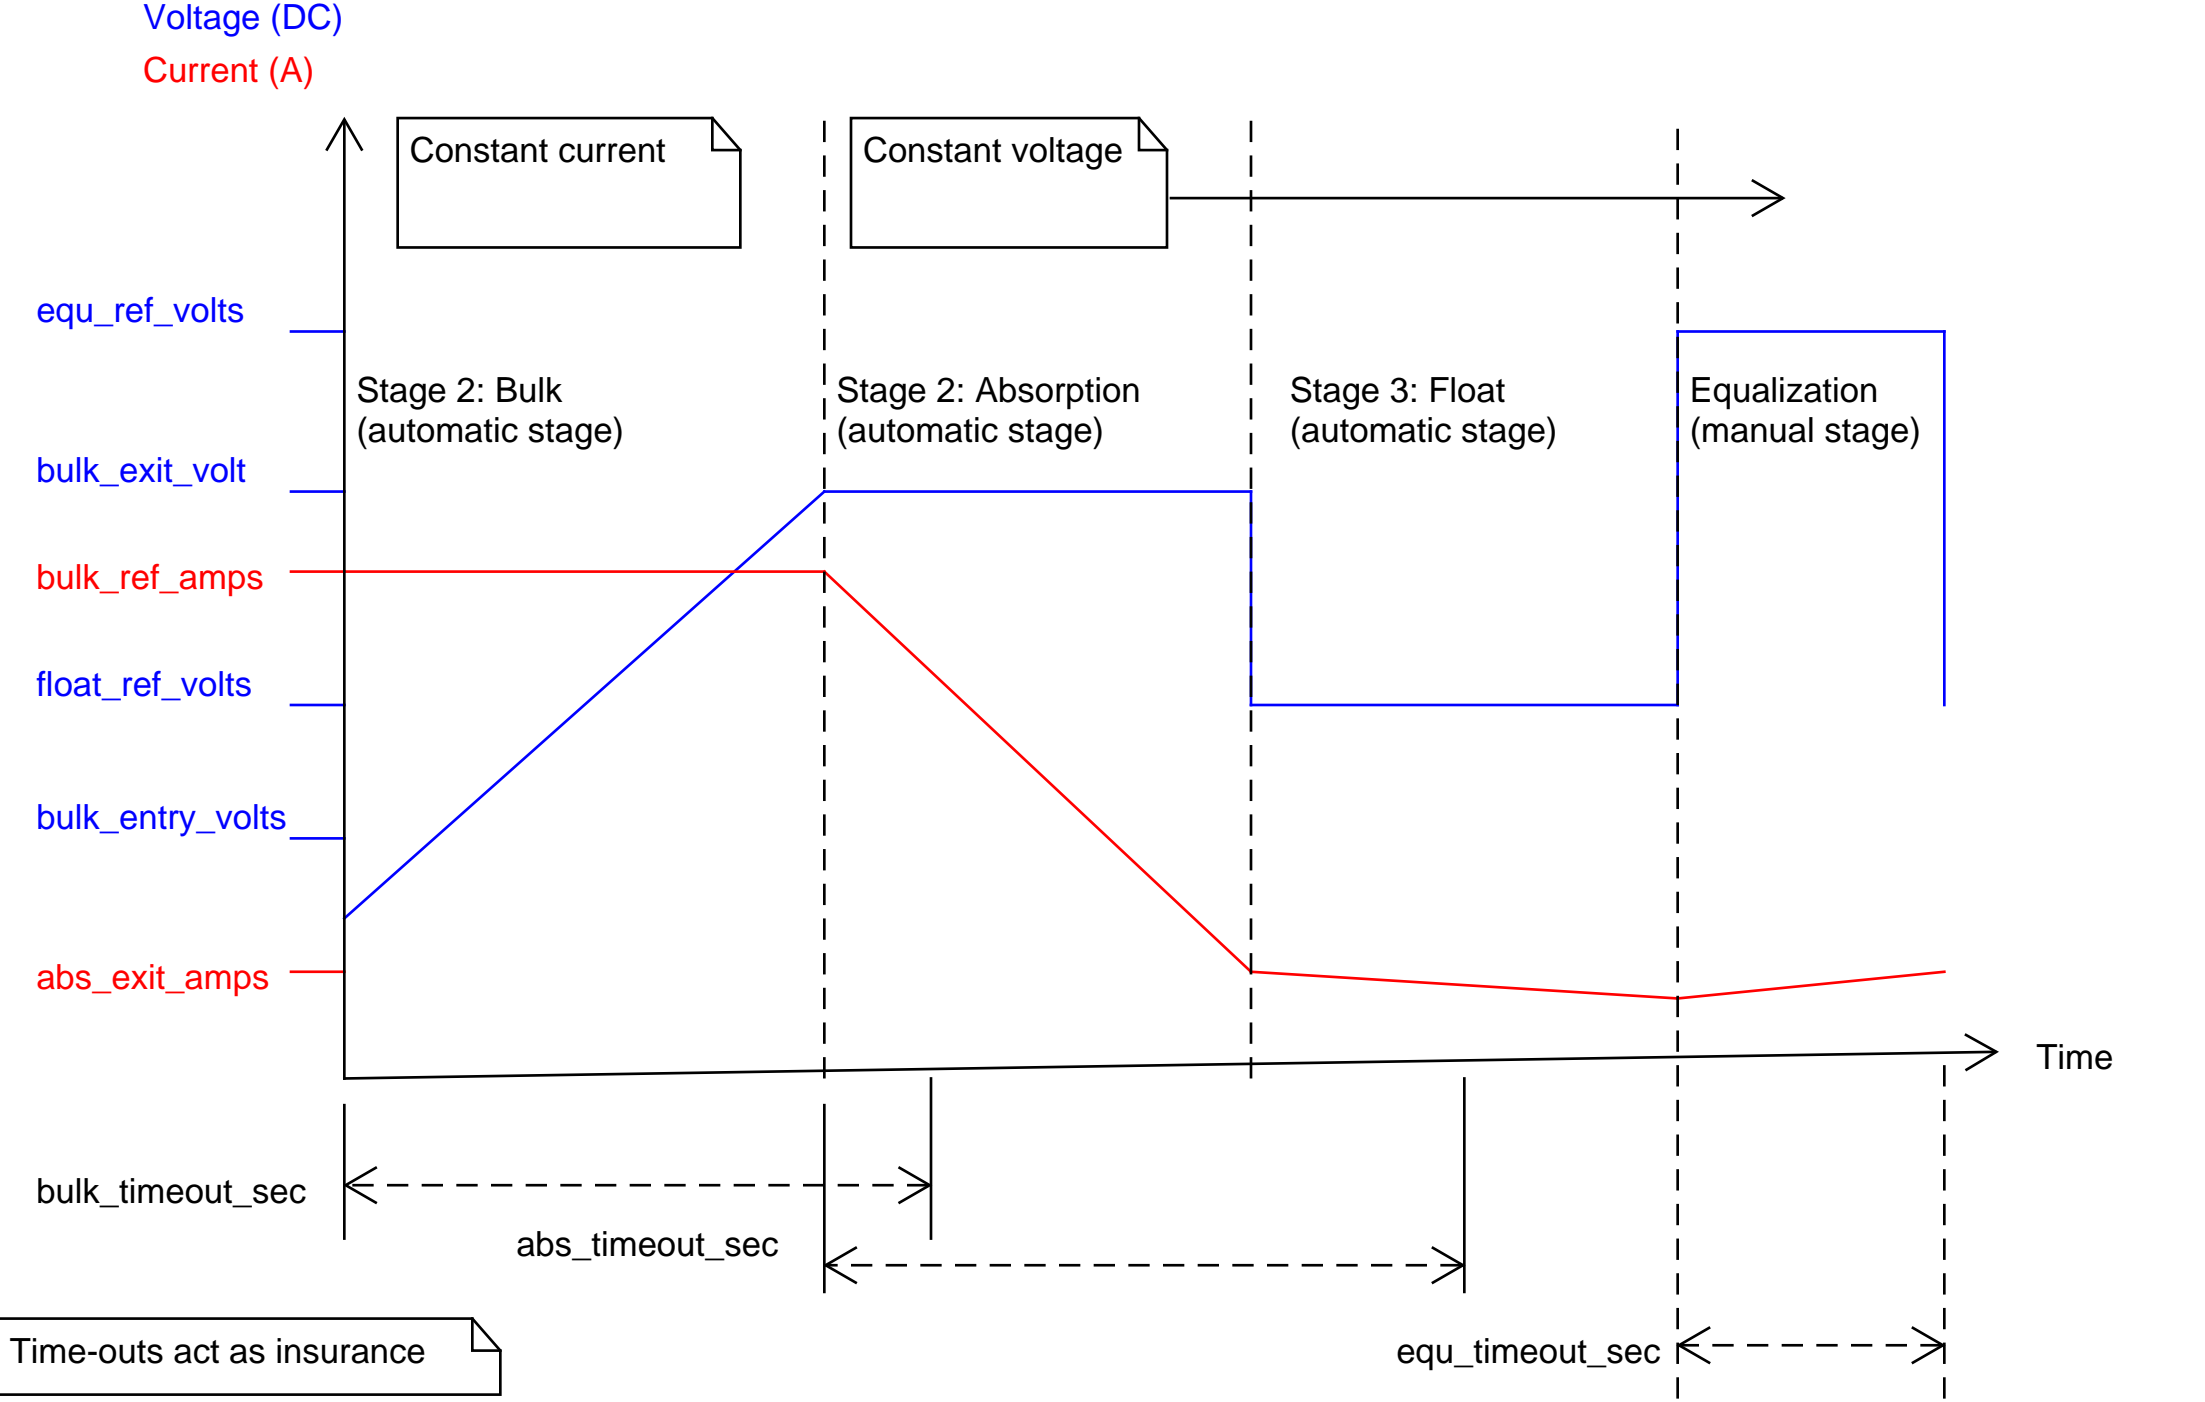 Voltage (DC)
Current (A)
Constant current
Constant voltage
equ_ref_volts
Stage 2: Bulk
(automatic stage)
Stage 2: Absorption
(automatic stage)
Stage 3: Float
(automatic stage)
Equalization
(manual stage)
bulk_exit_volt
bulk_ref_amps
float_ref_volts
bulk_entry_volts
abs_exit_amps
Time
bulk_timeout_sec
abs_timeout_sec
Time-outs act as insurance
equ_timeout_sec